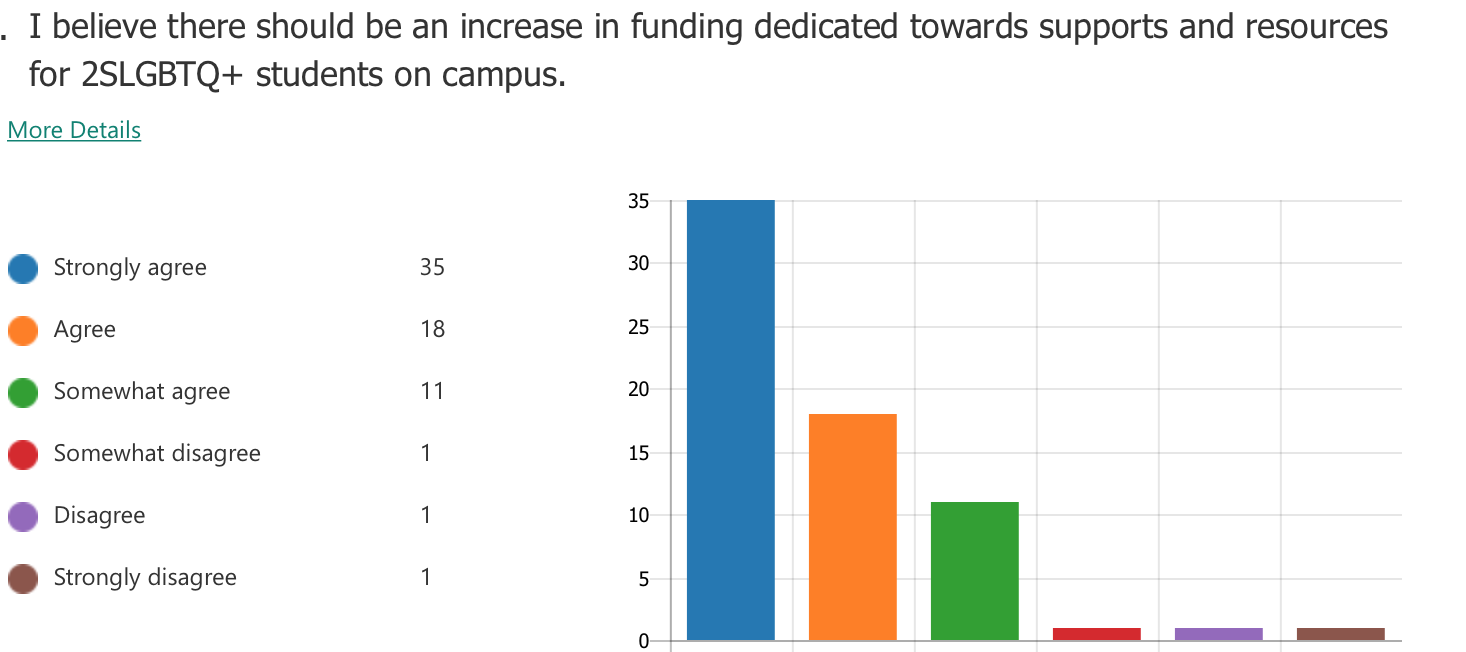 . I believe there should be an increase in funding dedicated towards supports and resources
for 2SLGBTQ+ students on campus.
More Details
Strongly agree 35
Agree 18
Somewhat agree 11
Somewhat disagree 1
Disagree 1
Strongly disagree 1
35
30
25
20
15
10
5
0